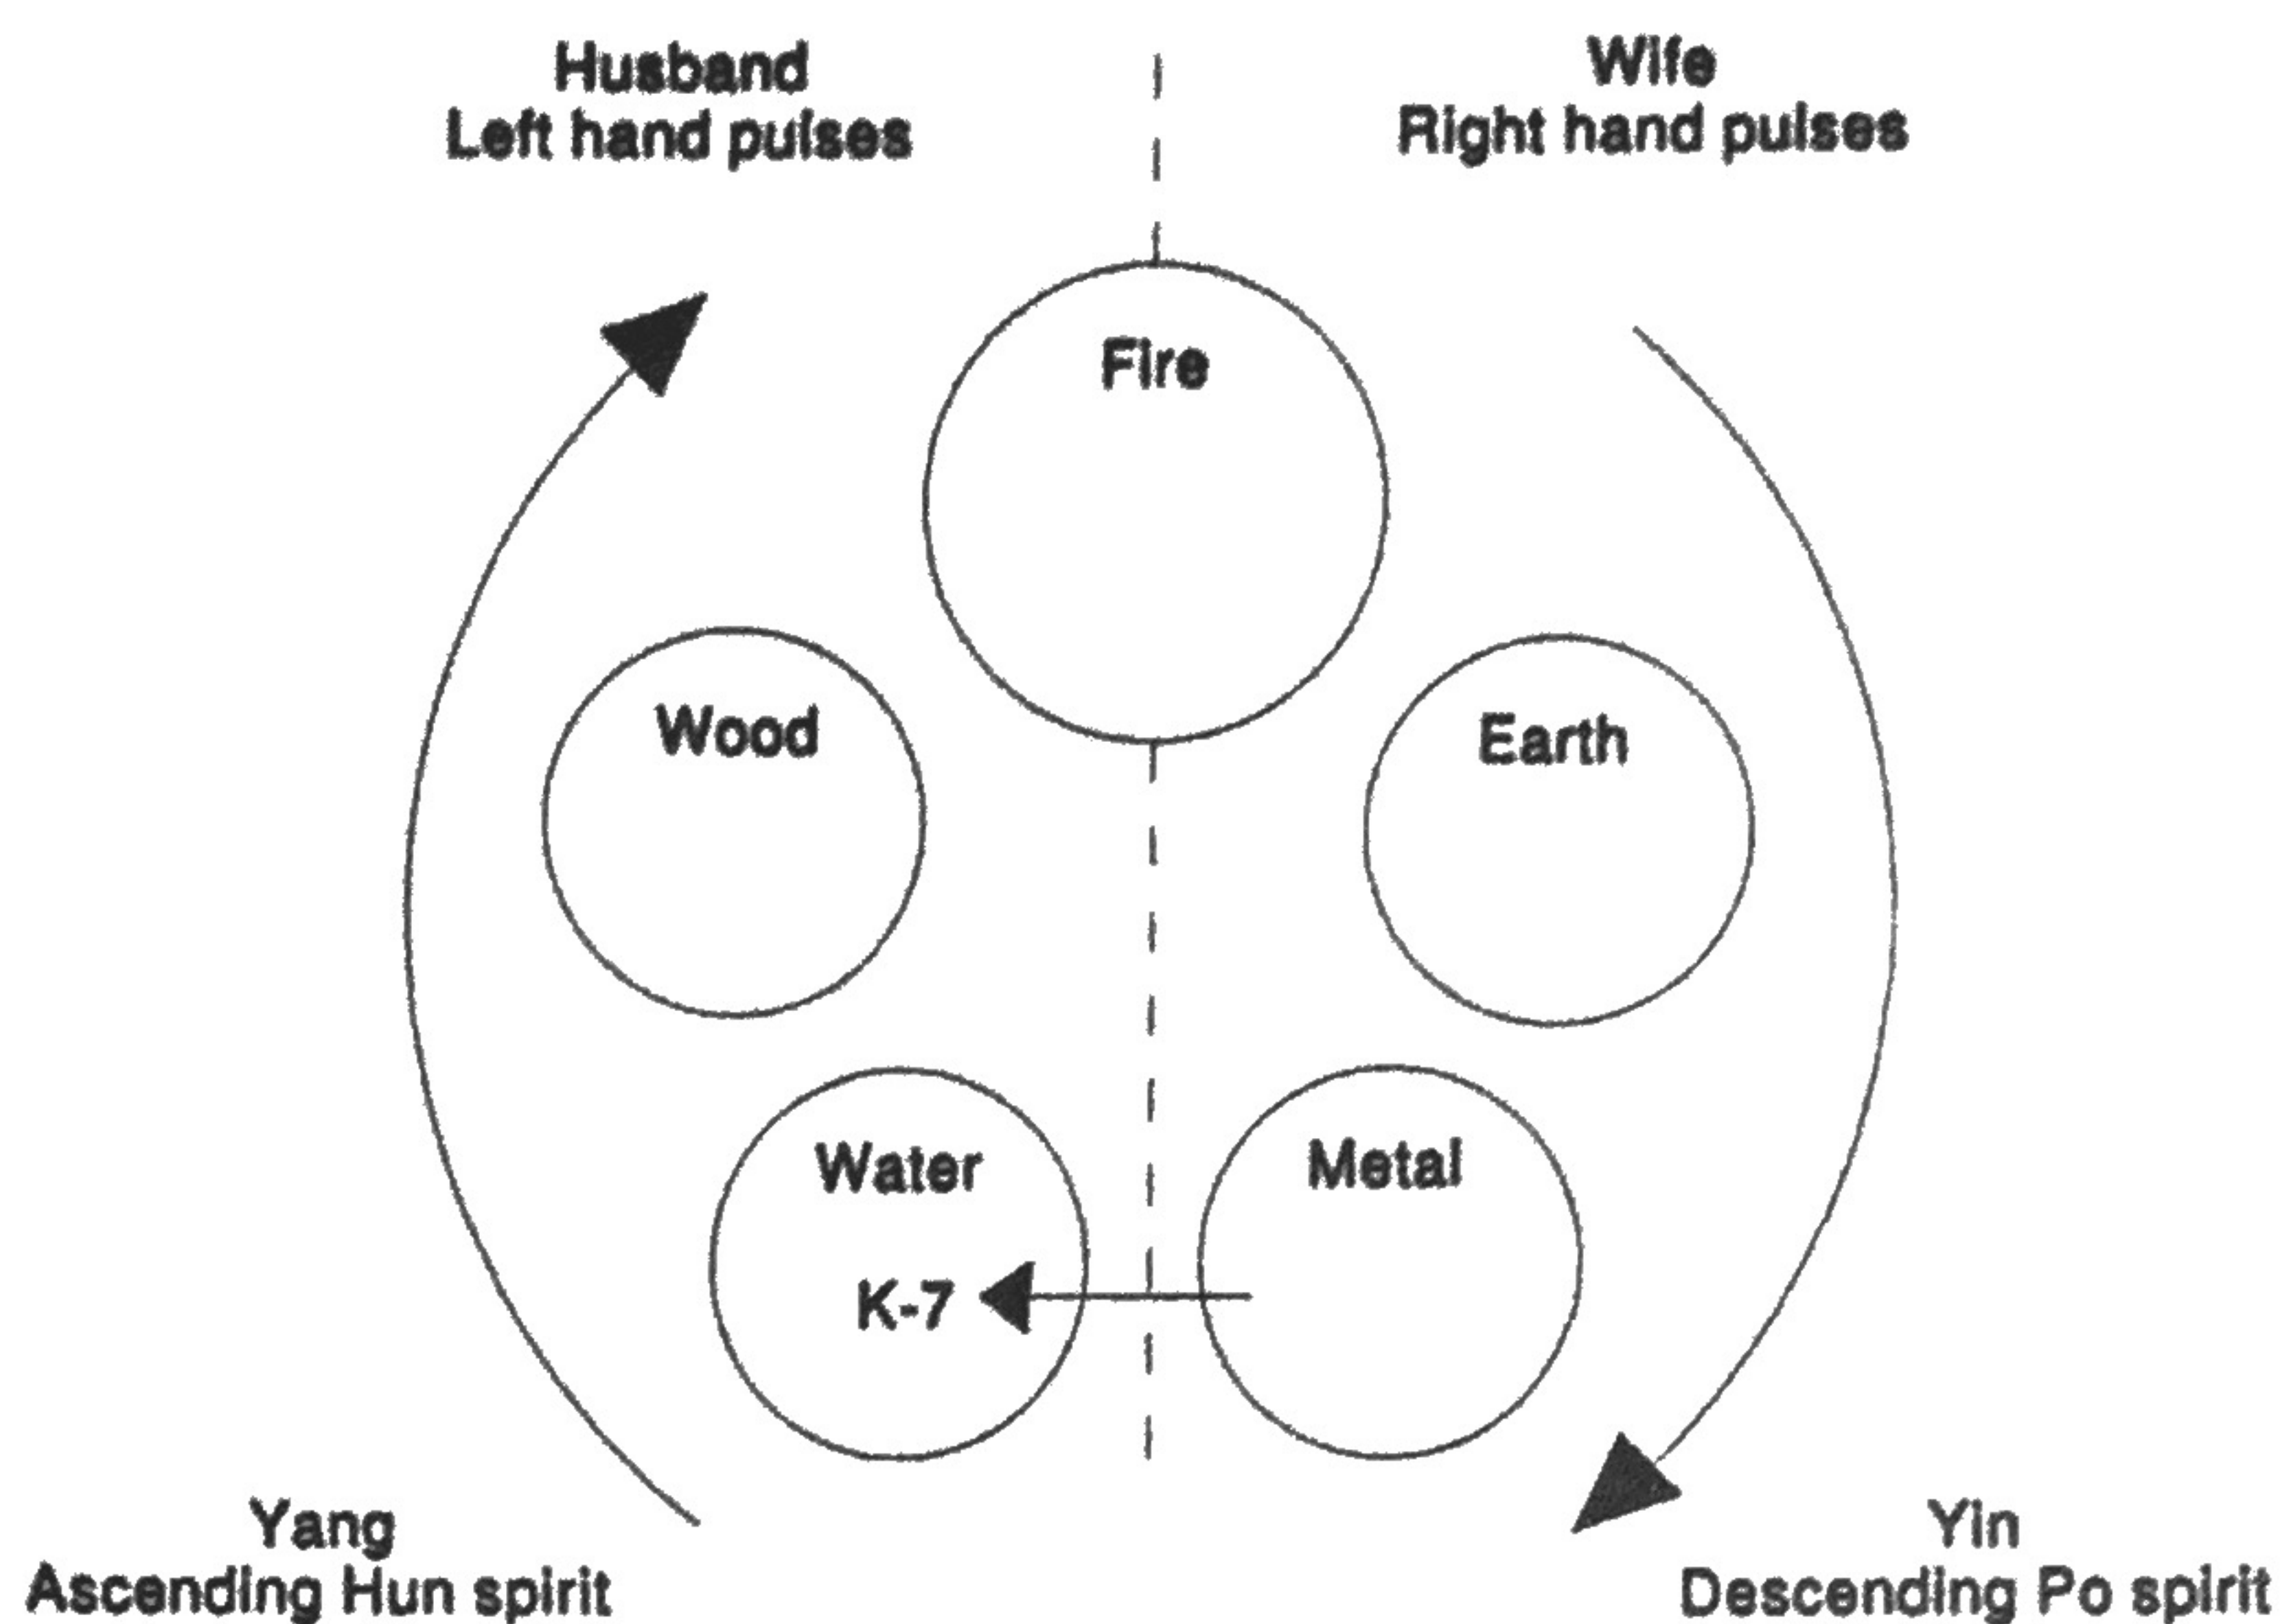 Husband
Left hand pulses
Wife
Right hand pulses
Fire
Wood
Earth
Water
Metal
K-7
Yang
Ascending Hun spirit
Yin
Descending Po spirit